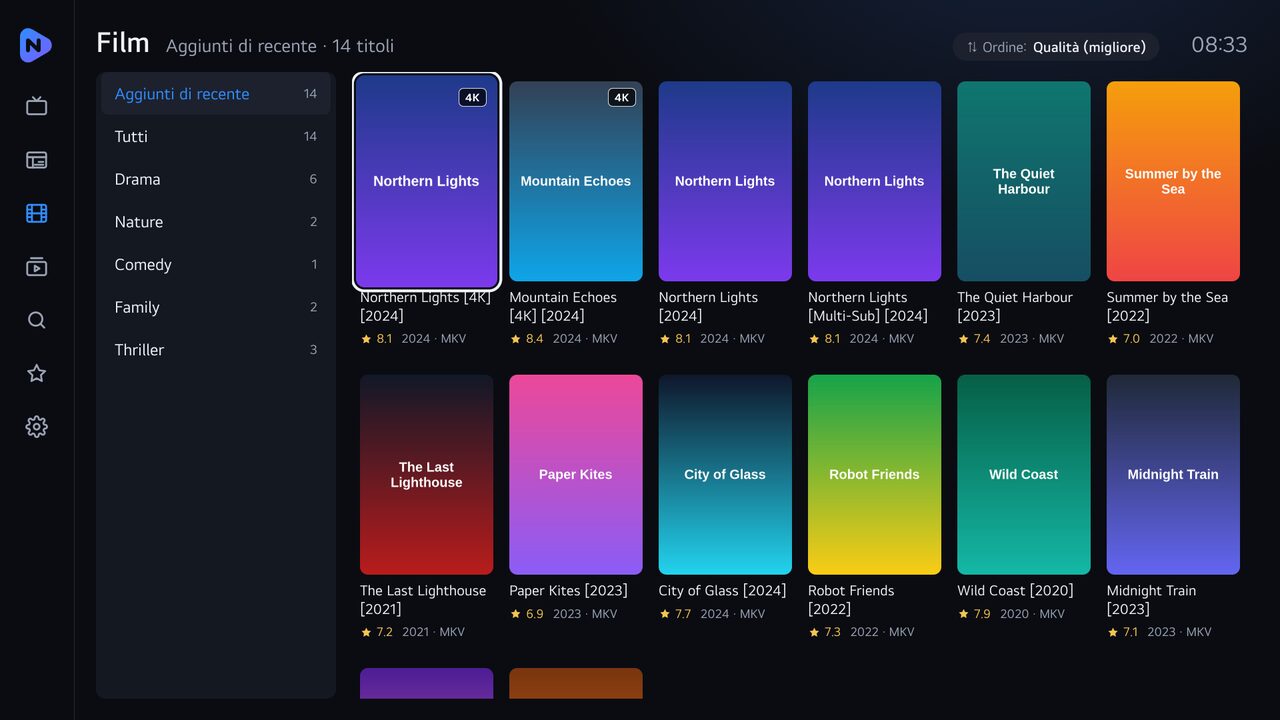 N
Film
Aggiunti di recente · 14 titoli
Ordine: Qualità (migliore)
08:33
Aggiunti di recente 14
Tutti 14
Drama 6
Nature 2
Comedy 1
Family 2
Thriller 3
4K
Northern Lights
Northern Lights [4K]
[2024]
8.1 2024 · MKV
4K
Mountain Echoes
Mountain Echoes
[4K] [2024]
8.4 2024 · MKV
Northern Lights
Northern Lights
[2024]
8.1 2024 · MKV
Northern Lights
Northern Lights
[Multi-Sub] [2024]
8.1 2024 · MKV
The Quiet
Harbour
The Quiet Harbour
[2023]
7.4 2023 · MKV
Summer by the
Sea
Summer by the Sea
[2022]
7.0 2022 · MKV
The Last
Lighthouse
The Last Lighthouse
[2021]
7.2 2021 · MKV
Paper Kites
Paper Kites [2023]
6.9 2023 · MKV
City of Glass
City of Glass [2024]
7.7 2024 · MKV
Robot Friends
Robot Friends
[2022]
7.3 2022 · MKV
Wild Coast
Wild Coast [2020]
7.9 2020 · MKV
Midnight Train
Midnight Train
[2023]
7.1 2023 · MKV